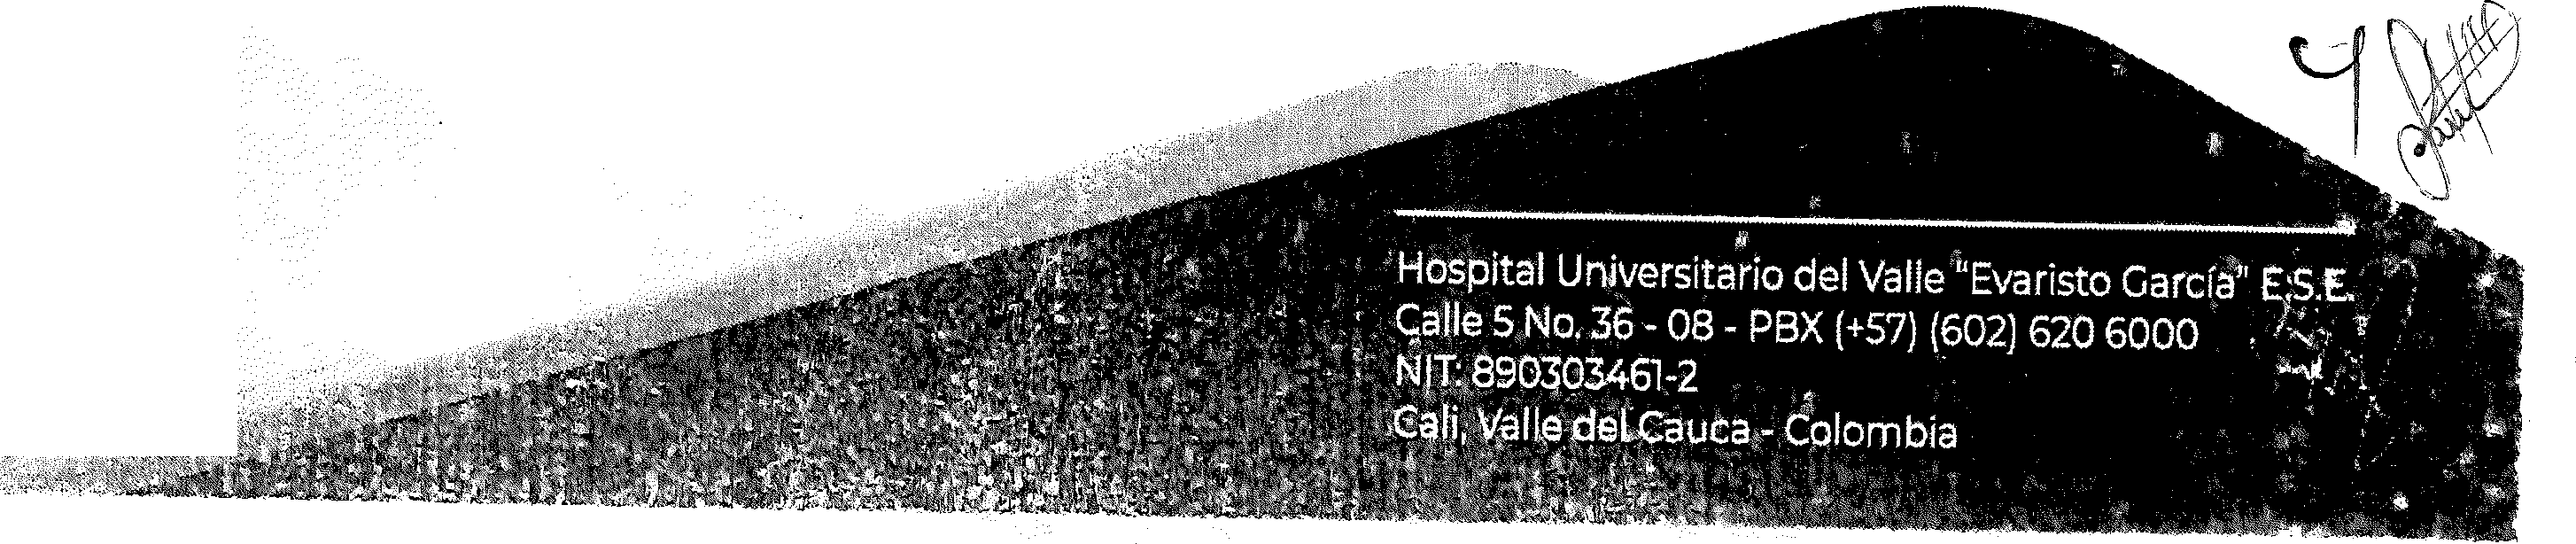 Hospital Universitario del Valle “Evaristo García” E.S.E.
Calle 5 No. 36 - 08 - PBX (+57) (602) 620 6000
NIT: 890303461-2
Cali, Valle del Cauca - Colombia